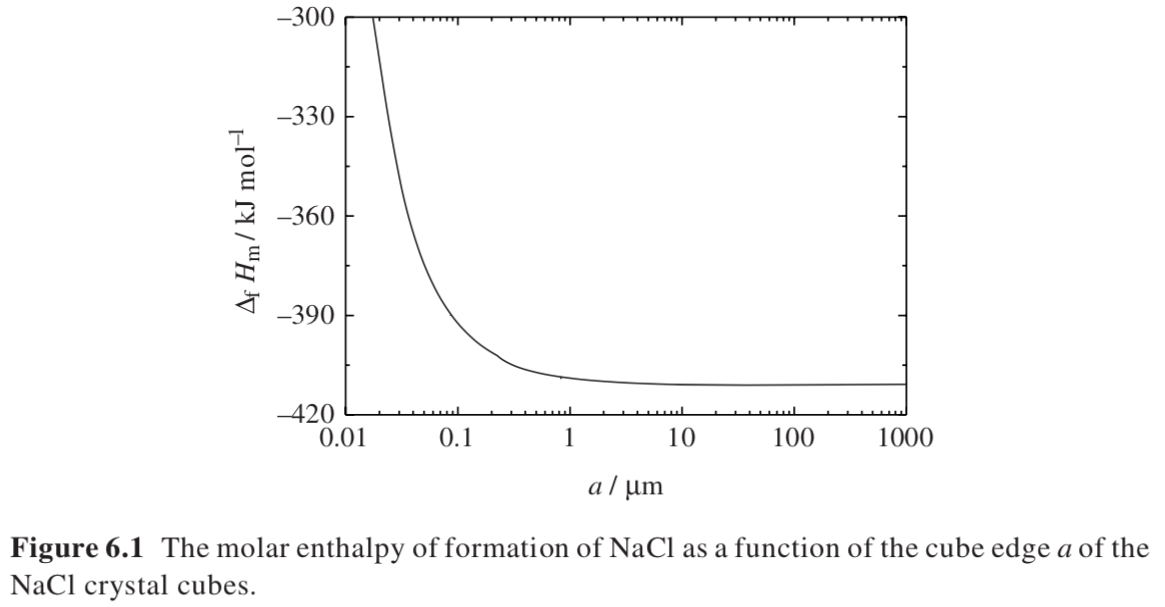 −300
−330
−360
−390
−420
Δf Hm / kJ mol−1
0.01 0.1 1 10 100 1000
a / μm
Figure 6.1 The molar enthalpy of formation of NaCl as a function of the cube edge a of the
NaCl crystal cubes.